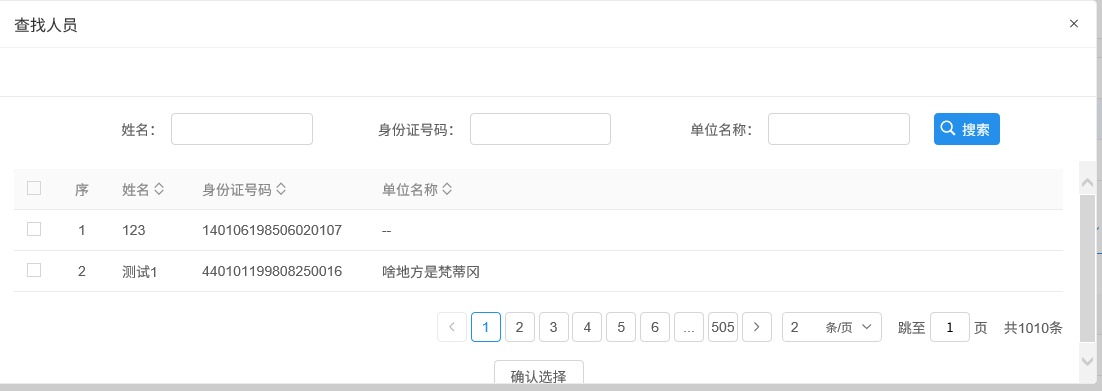 查找人员 ×
姓名： 身份证号码： 单位名称： 搜索
序 姓名 身份证号码 单位名称
1 123 140106198506020107 --
2 测试1 440101199808250016 啥地方是梵蒂冈
1 2 3 4 5 6 ... 505 2 条/页 跳至 1 页 共1010条
确认选择